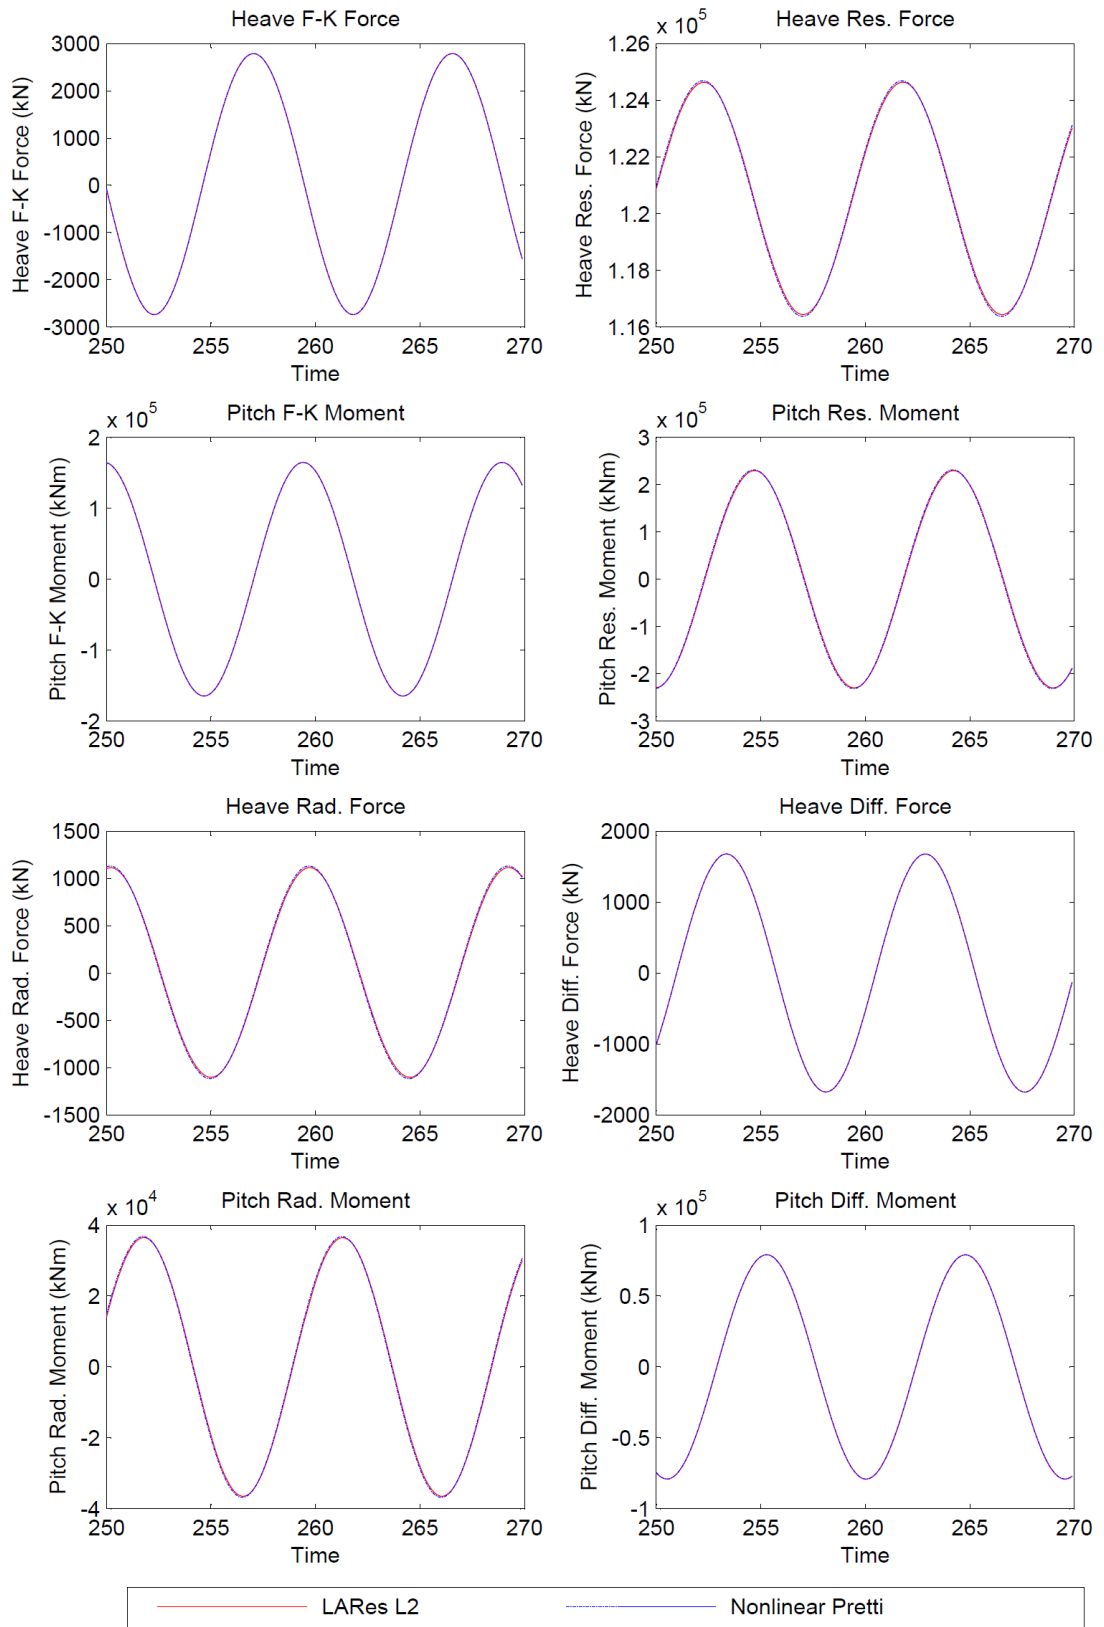 Heave F-K Force
Heave F-K Force (kN)
3000
2000
1000
0
-1000
-2000
-3000
250
255
260
265
270
Time
Heave Res. Force
x 10^5
Heave Res. Force (kN)
1.26
1.24
1.22
1.2
1.18
1.16
250
255
260
265
270
Time
Pitch F-K Moment
x 10^5
Pitch F-K Moment (kNm)
2
1
0
-1
-2
250
255
260
265
270
Time
Pitch Res. Moment
x 10^5
Pitch Res. Moment (kNm)
3
2
1
0
-1
-2
-3
250
255
260
265
270
Time
Heave Rad. Force
Heave Rad. Force (kN)
1500
1000
500
0
-500
-1000
-1500
250
255
260
265
270
Time
Heave Diff. Force
Heave Diff. Force (kN)
2000
1000
0
-1000
-2000
250
255
260
265
270
Time
Pitch Rad. Moment
x 10^4
Pitch Rad. Moment (kNm)
4
2
0
-2
-4
250
255
260
265
270
Time
Pitch Diff. Moment
x 10^5
Pitch Diff. Moment (kNm)
1
0.5
0
-0.5
-1
250
255
260
265
270
Time
LARes L2
Nonlinear Pretti